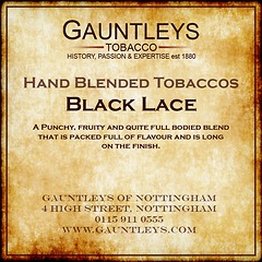 GAUNTLEYS
TOBACCO
HISTORY, PASSION & EXPERTISE est 1880
HAND BLENDED TOBACCOS
BLACK LACE
A PUNCHY, FRUITY AND QUITE FULL BODIED BLEND
THAT IS PACKED FULL OF FLAVOUR AND IS LONG
ON THE FINISH.
GAUNTLEYS OF NOTTINGHAM
4 HIGH STREET, NOTTINGHAM
0115 911 0555
WWW.GAUNTLEYS.COM